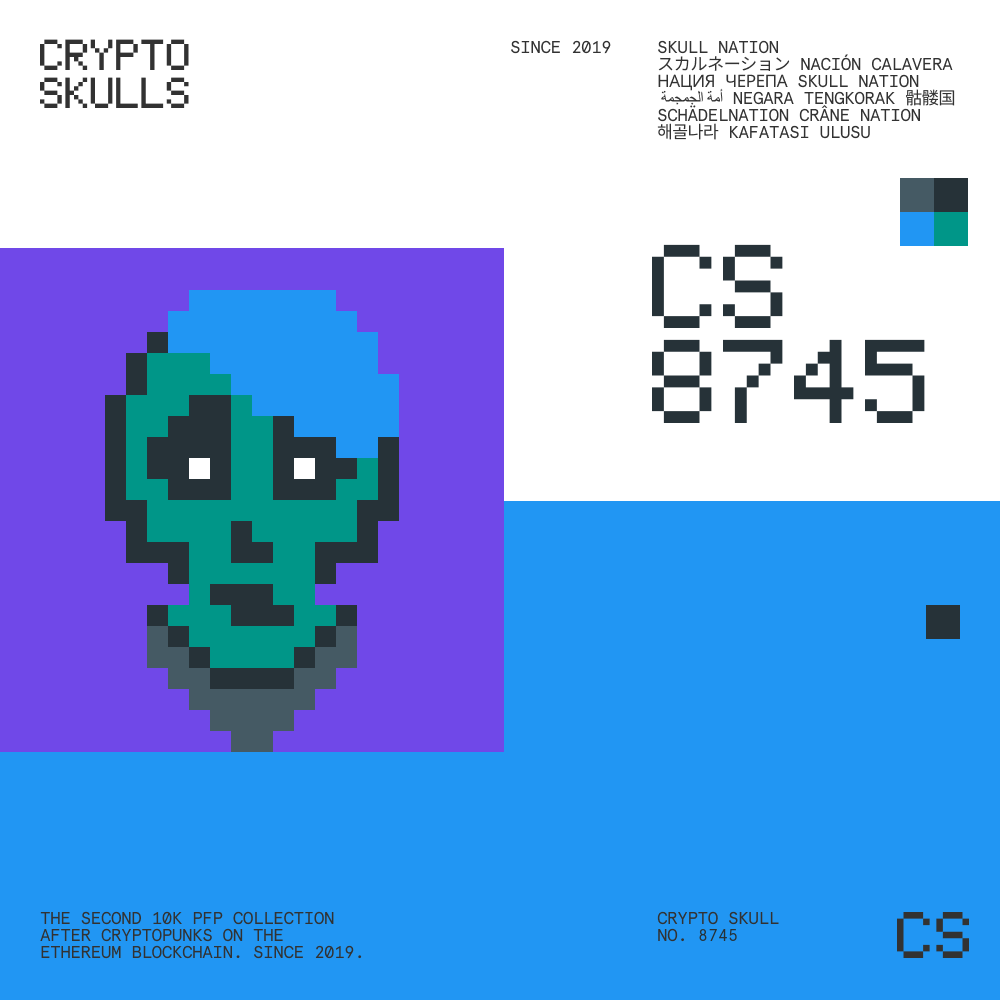 CRYPTO
SKULLS
SINCE 2019
SKULL NATION
スカルネーション NACIÓN CALAVERA
НАЦИЯ ЧЕРЕПА SKULL NATION
أمة الجمجمة NEGARA TENGKORAK 骷髅国
SCHÄDELNATION CRÂNE NATION
해골나라 KAFATASI ULUSU
CS
8745
THE SECOND 10K PFP COLLECTION
AFTER CRYPTOPUNKS ON THE
ETHEREUM BLOCKCHAIN. SINCE 2019.
CRYPTO SKULL
NO. 8745
CS